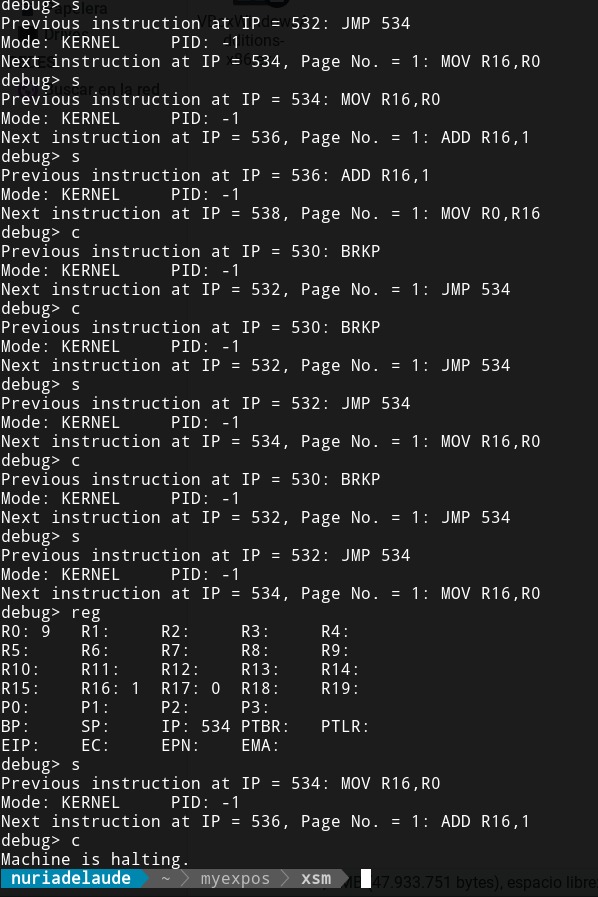 debug> s
Previous instruction at IP = 532: JMP 534
Mode: KERNEL PID: -1
Next instruction at IP = 534, Page No. = 1: MOV R16,R0
debug> s
Previous instruction at IP = 534: MOV R16,R0
Mode: KERNEL PID: -1
Next instruction at IP = 536, Page No. = 1: ADD R16,1
debug> s
Previous instruction at IP = 536: ADD R16,1
Mode: KERNEL PID: -1
Next instruction at IP = 538, Page No. = 1: MOV R0,R16
debug> c
Previous instruction at IP = 530: BRKP
Mode: KERNEL PID: -1
Next instruction at IP = 532, Page No. = 1: JMP 534
debug> c
Previous instruction at IP = 530: BRKP
Mode: KERNEL PID: -1
Next instruction at IP = 532, Page No. = 1: JMP 534
debug> s
Previous instruction at IP = 532: JMP 534
Mode: KERNEL PID: -1
Next instruction at IP = 534, Page No. = 1: MOV R16,R0
debug> c
Previous instruction at IP = 530: BRKP
Mode: KERNEL PID: -1
Next instruction at IP = 532, Page No. = 1: JMP 534
debug> s
Previous instruction at IP = 532: JMP 534
Mode: KERNEL PID: -1
Next instruction at IP = 534, Page No. = 1: MOV R16,R0
debug> reg
R0: 9 R1: R2: R3: R4:
R5: R6: R7: R8: R9:
R10: R11: R12: R13: R14:
R15: R16: 1 R17: 0 R18: R19:
P0: P1: P2: P3:
BP: SP: IP: 534 PTBR: PTLR:
EIP: EC: EPN: EMA:
debug> s
Previous instruction at IP = 534: MOV R16,R0
Mode: KERNEL PID: -1
Next instruction at IP = 536, Page No. = 1: ADD R16,1
debug> c
Machine is halting.
nuriadelaude ~ myexpos xsm 47.933.751 bytes), espacio libre: